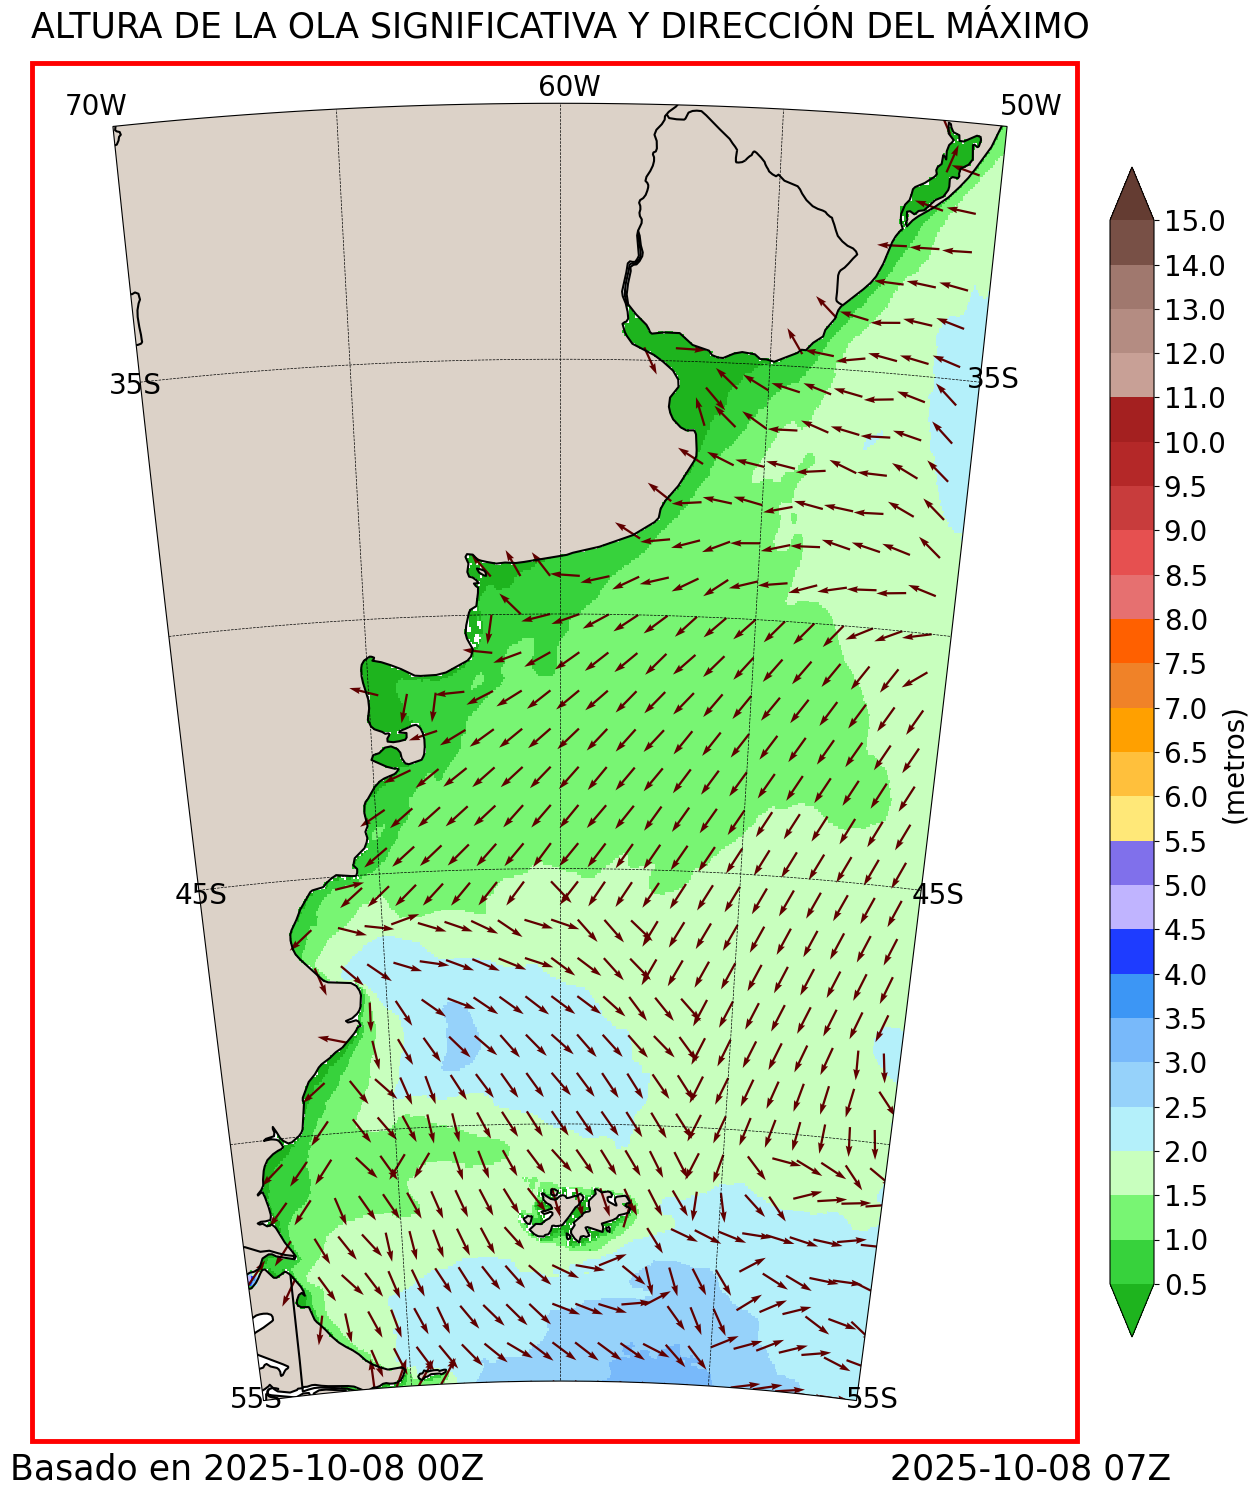 ALTURA DE LA OLA SIGNIFICATIVA Y DIRECCIÓN DEL MÁXIMO
70W
60W
50W
35S
35S
45S
45S
55S
55S
15.0
14.0
13.0
12.0
11.0
10.0
9.5
9.0
8.5
8.0
7.5
7.0
6.5
6.0
5.5
5.0
4.5
4.0
3.5
3.0
2.5
2.0
1.5
1.0
0.5
(metros)
Basado en 2025-10-08 00Z
2025-10-08 07Z